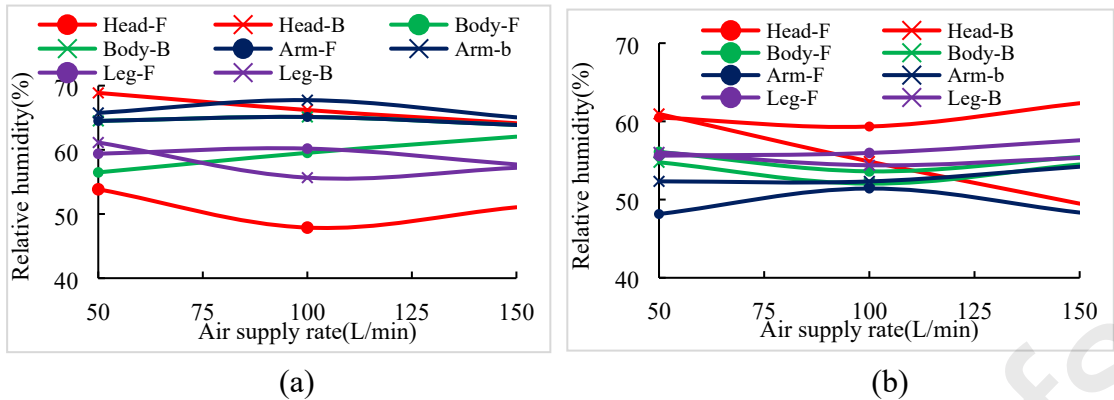 Head-F Head-B Body-F
Body-B Arm-F Arm-b
Leg-F Leg-B
Relative humidity(%)
70
60
50
40
50 75 100 125 150
Air supply rate(L/min)
(a)
Head-F Head-B
Body-F Body-B
Arm-F Arm-b
Leg-F Leg-B
Relative humidity(%)
70
60
50
40
50 75 100 125 150
Air supply rate(L/min)
(b)